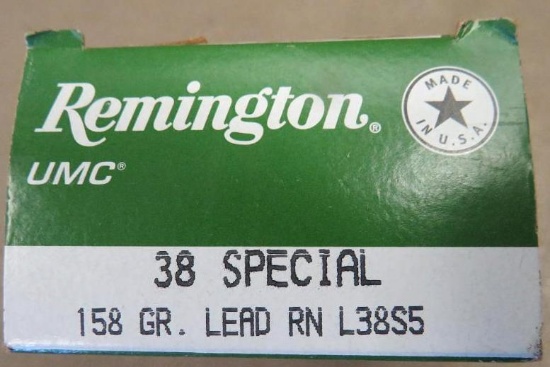 Remington®
MADE IN U.S.A.
UMC®
38 SPECIAL
158 GR. LEAD RN L38S5